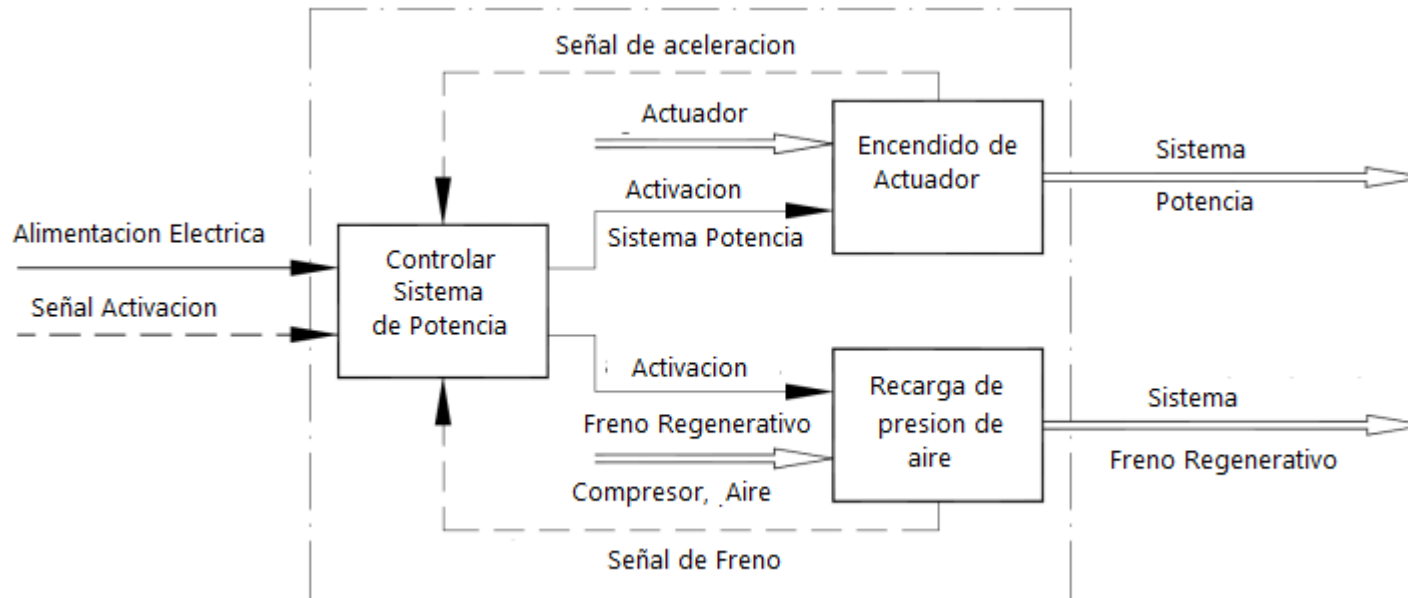 Señal de aceleracion
Actuador
Encendido de
Actuador
Sistema
Potencia
Activacion
Sistema Potencia
Alimentacion Electrica
Señal Activacion
Controlar
Sistema
de Potencia
Activacion
Freno Regenerativo
Compresor, Aire
Recarga de
presion de
aire
Sistema
Freno Regenerativo
Señal de Freno